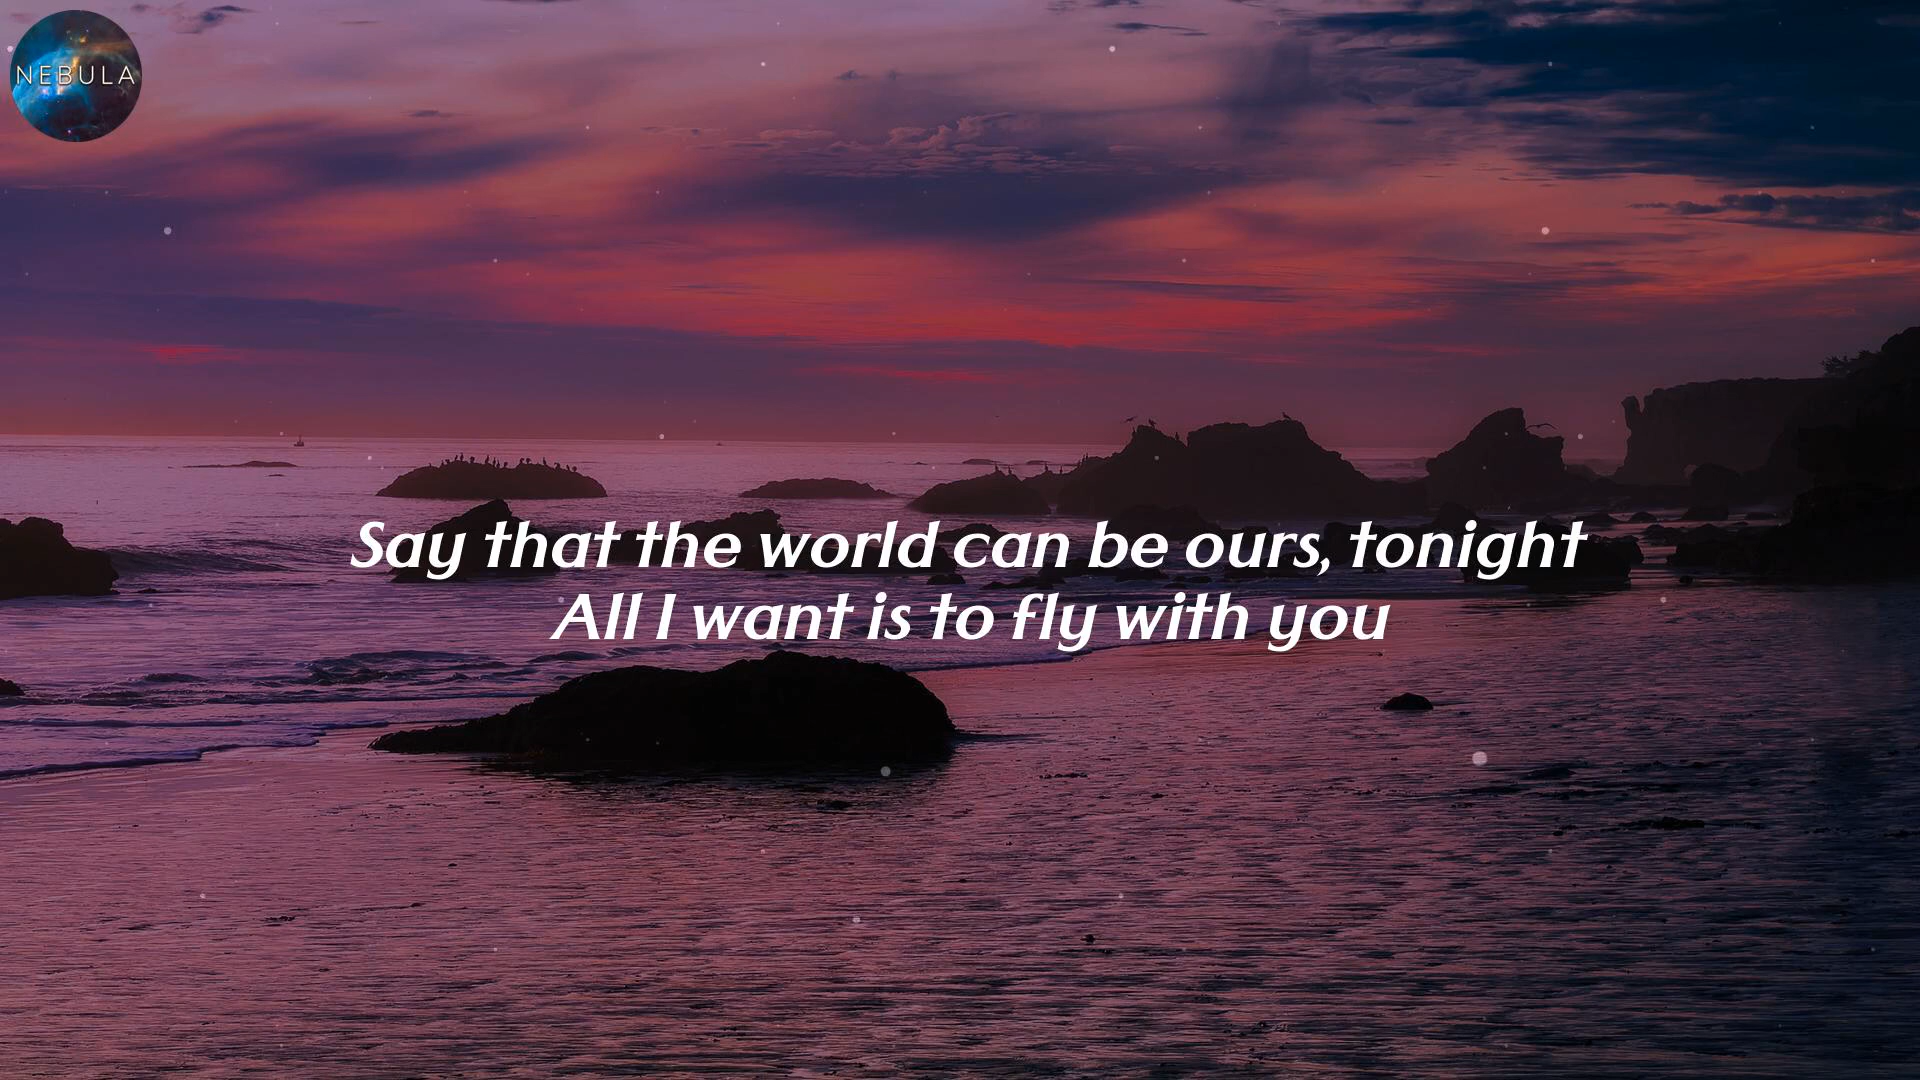 NEBULA
Say that the world can be ours, tonight
All I want is to fly with you